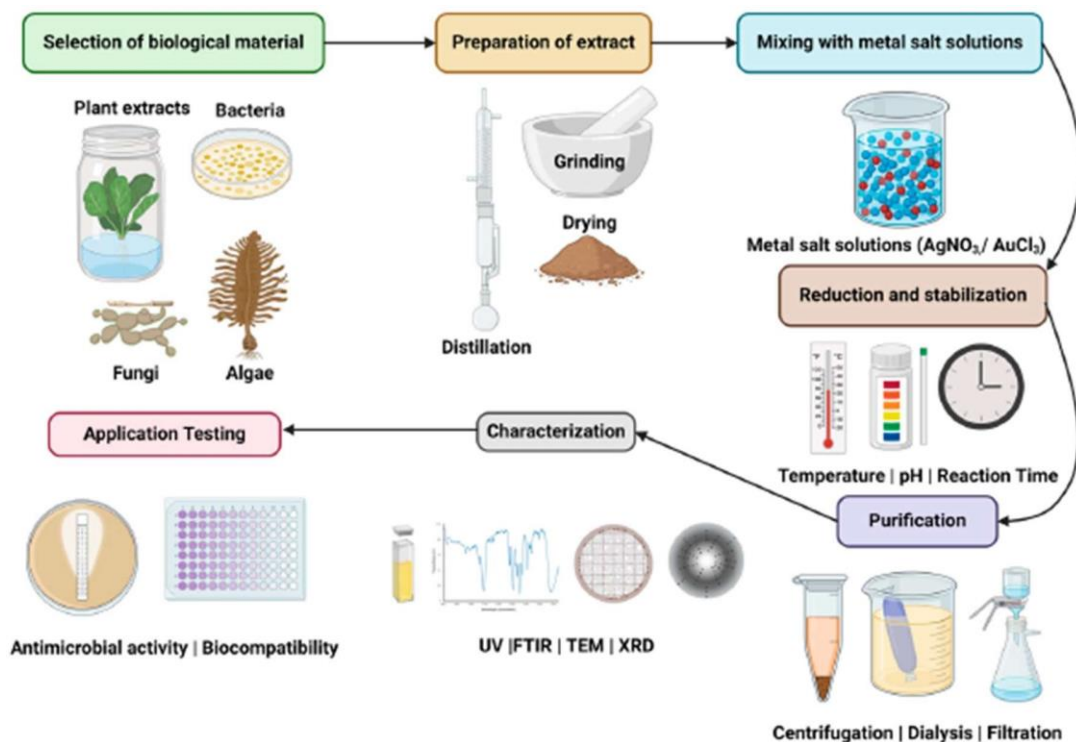 Selection of biological material
Preparation of extract
Mixing with metal salt solutions
Plant extracts
Bacteria
Fungi
Algae
Grinding
Drying
Distillation
Metal salt solutions (AgNO₃/ AuCl₃)
Reduction and stabilization
Temperature | pH | Reaction Time
Purification
Centrifugation | Dialysis | Filtration
Characterization
UV |FTIR | TEM | XRD
Application Testing
Antimicrobial activity | Biocompatibility